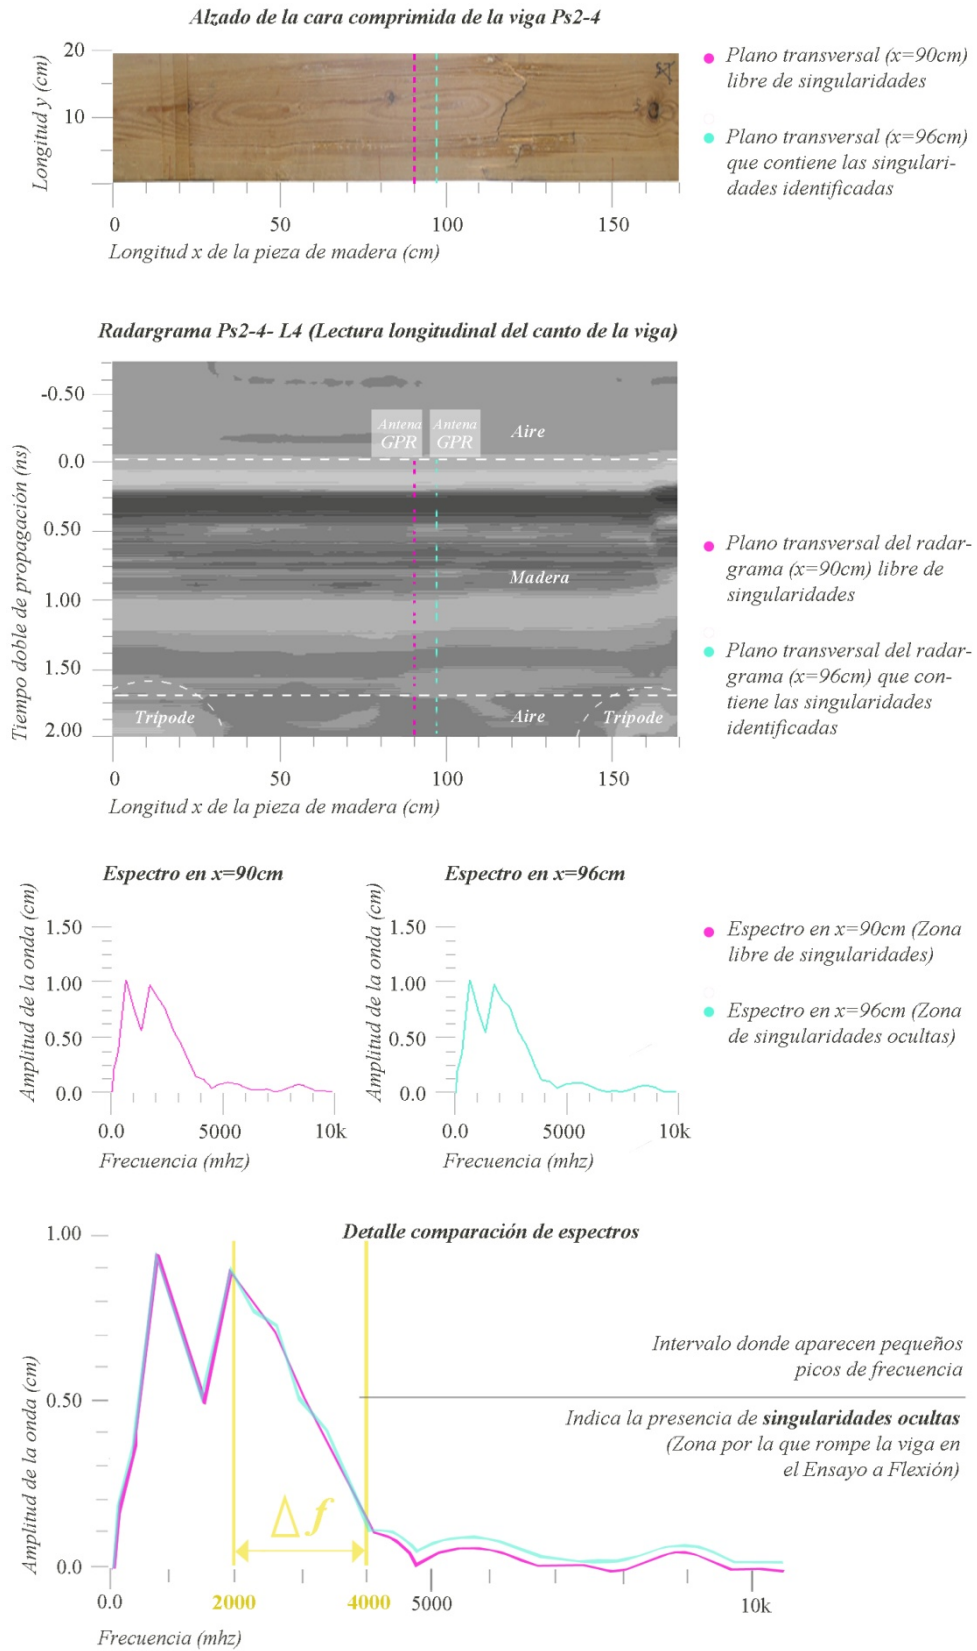 Alzado de la cara comprimida de la viga Ps2-4
20
10
Longitud y (cm)
0
50
100
150
Longitud x de la pieza de madera (cm)
Plano transversal (x=90cm)
libre de singularidades
Plano transversal (x=96cm)
que contiene las singulari-
dades identificadas
Radargrama Ps2-4- L4 (Lectura longitudinal del canto de la viga)
Tiempo doble de propagación (ns)
-0.50
0.0
0.50
1.00
1.50
2.00
Antena
GPR
Antena
GPR
Aire
Madera
Trípode
Aire
Trípode
0
50
100
150
Longitud x de la pieza de madera (cm)
Plano transversal del radar-
grama (x=90cm) libre de
singularidades
Plano transversal del radar-
grama (x=96cm) que con-
tiene las singularidades
identificadas
Espectro en x=90cm
Amplitud de la onda (cm)
1.50
1.00
0.50
0.0
0.0
5000
10k
Frecuencia (mhz)
Espectro en x=96cm
Amplitud de la onda (cm)
1.50
1.00
0.50
0.0
0.0
5000
10k
Frecuencia (mhz)
Espectro en x=90cm (Zona
libre de singularidades)
Espectro en x=96cm (Zona
de singularidades ocultas)
Detalle comparación de espectros
Amplitud de la onda (cm)
1.00
0.50
0.0
Intervalo donde aparecen pequeños
picos de frecuencia
Indica la presencia de singularidades ocultas
(Zona por la que rompe la viga en
el Ensayo a Flexión)
Δf
0.0
2000
4000
5000
10k
Frecuencia (mhz)